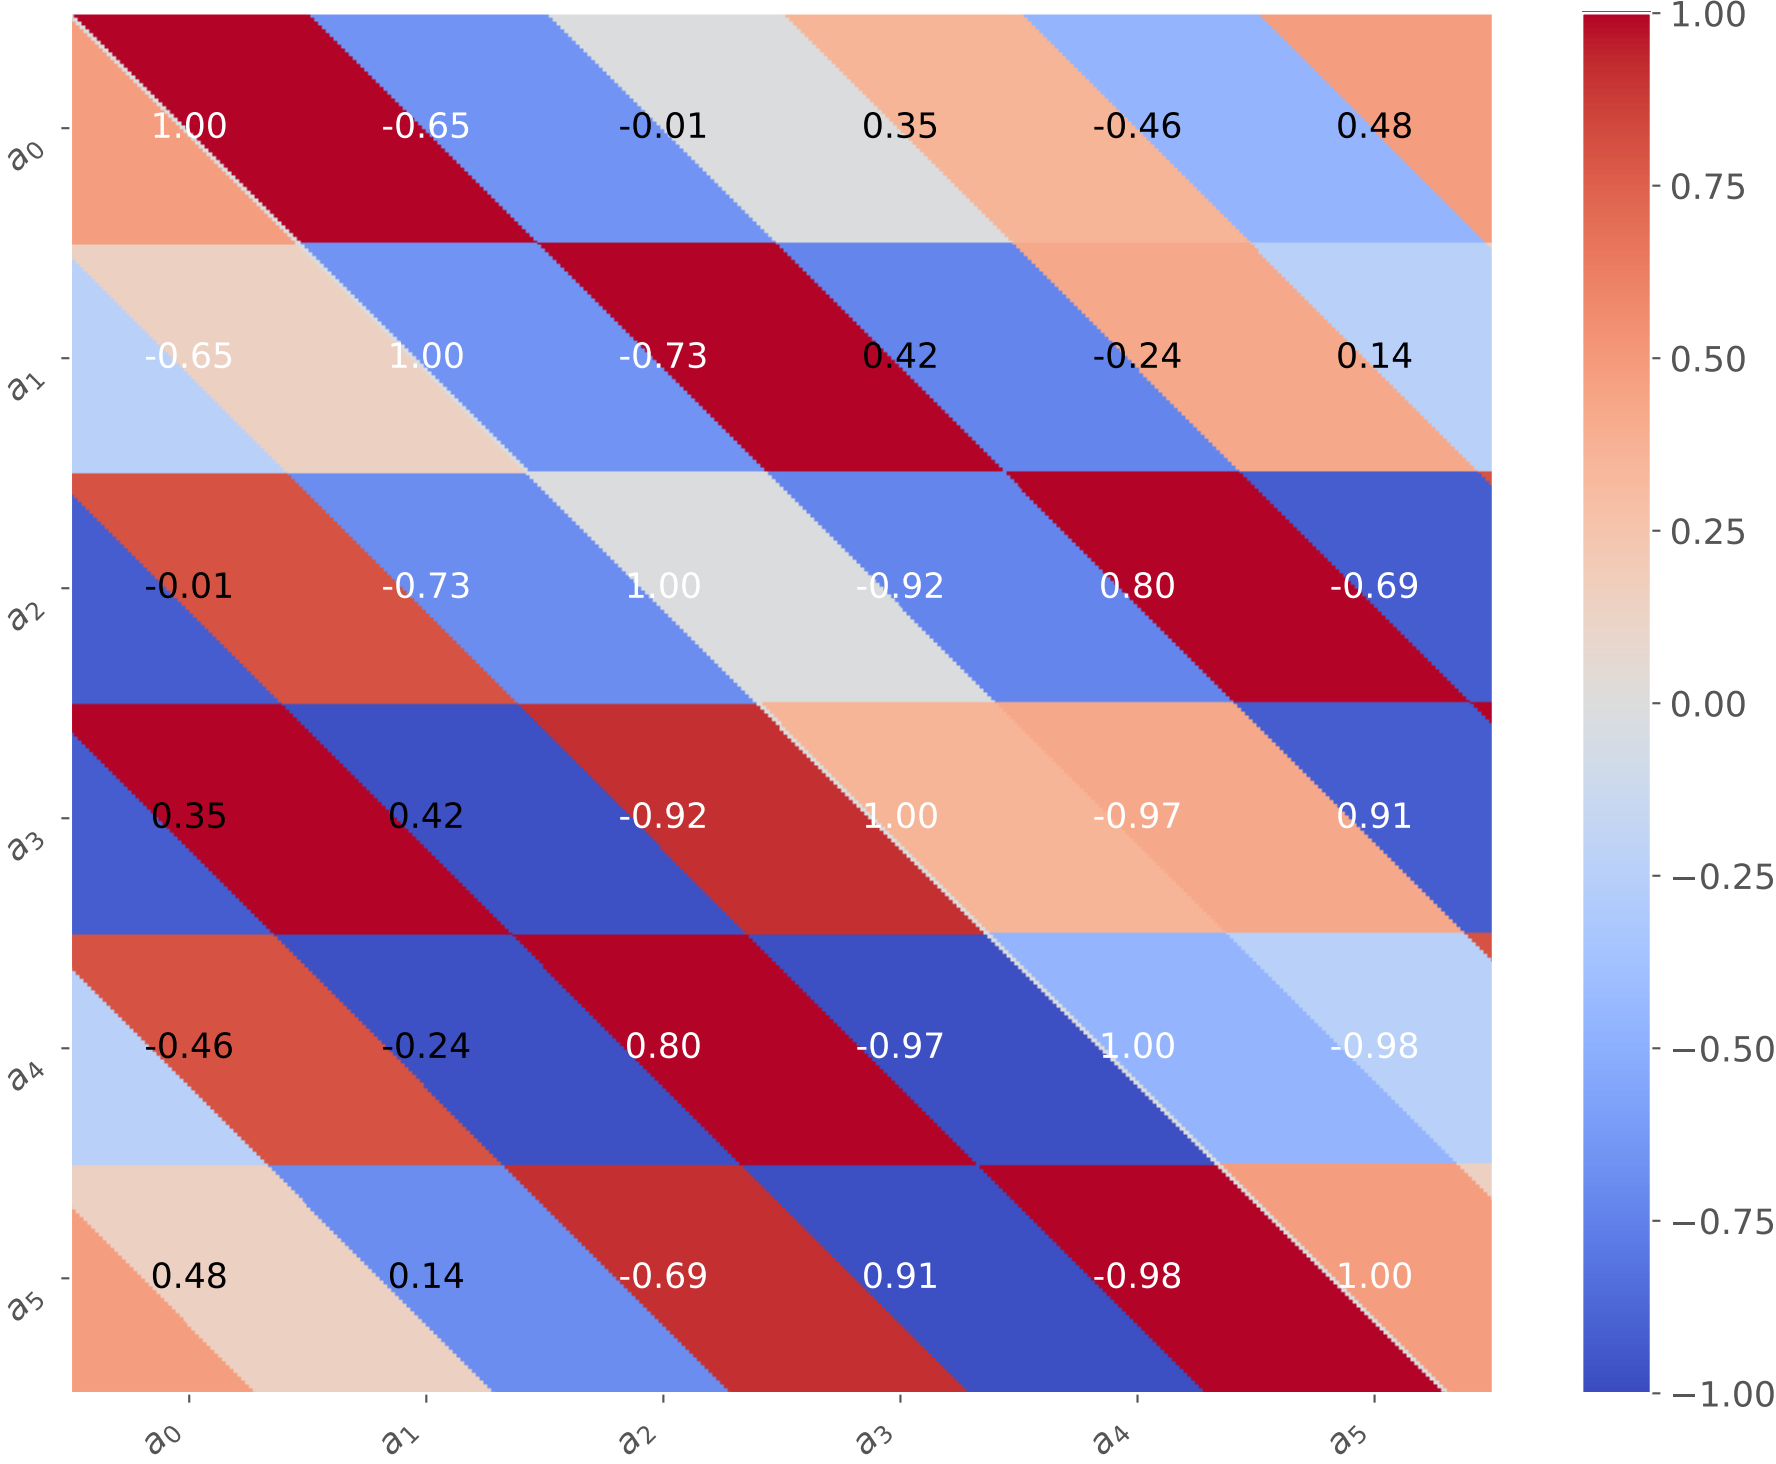 1.00
a0 1.00 -0.65 -0.01 0.35 -0.46 0.48
0.75
a1 -0.65 1.00 -0.73 0.42 -0.24 0.14
0.50
0.25
a2 -0.01 -0.73 1.00 -0.92 0.80 -0.69
0.00
a3 0.35 0.42 -0.92 1.00 -0.97 0.91
−0.25
a4 -0.46 -0.24 0.80 -0.97 1.00 -0.98
−0.50
−0.75
a5 0.48 0.14 -0.69 0.91 -0.98 1.00
−1.00
a0 a1 a2 a3 a4 a5